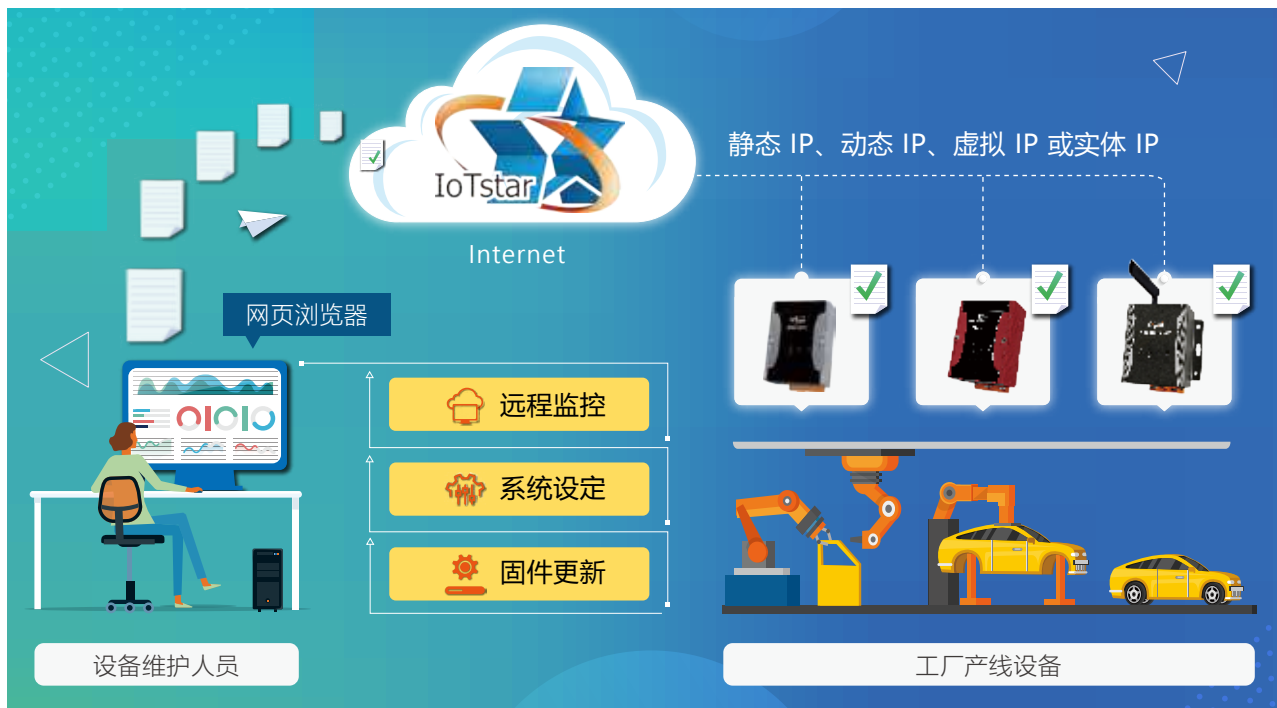 IoTstar
静态 IP、动态 IP、虚拟 IP 或实体 IP
Internet
网页浏览器
远程监控
系统设定
固件更新
设备维护人员
工厂产线设备